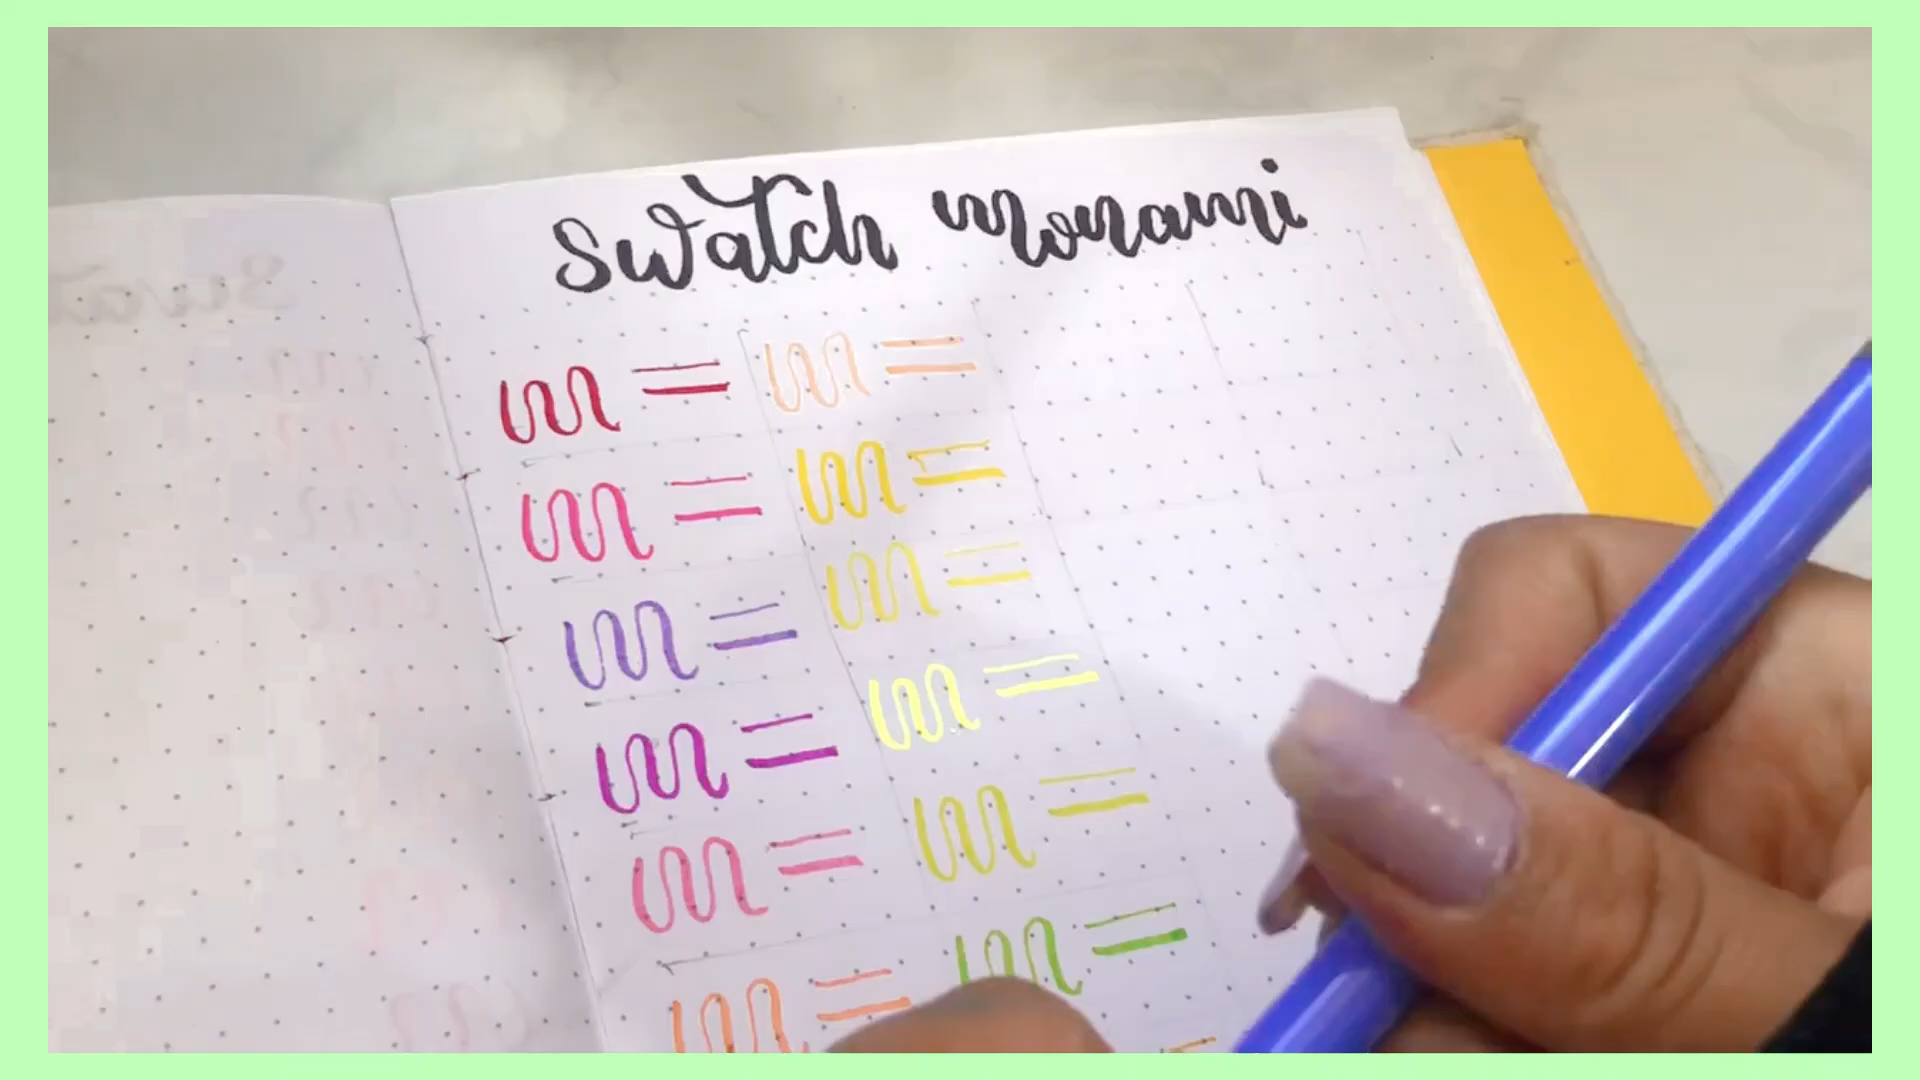 Swatch monami
m =
m =
m =
m =
m =
m =
m =
m =
m =
m =
m =
m =